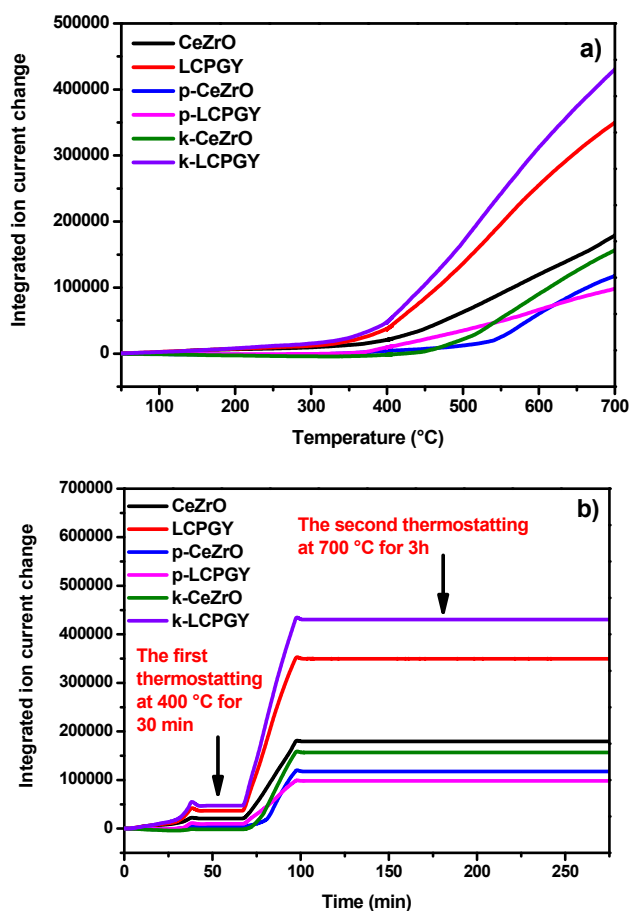 a)
CeZrO
LCPGY
p-CeZrO
p-LCPGY
k-CeZrO
k-LCPGY
500000
400000
300000
200000
100000
0
Integrated ion current change
100 200 300 400 500 600 700
Temperature (°C)
b)
CeZrO
LCPGY
p-CeZrO
p-LCPGY
k-CeZrO
k-LCPGY
The second thermostatting
at 700 °C for 3h
The first
thermostatting
at 400 °C for
30 min
700000
600000
500000
400000
300000
200000
100000
0
Integrated ion current change
0 50 100 150 200 250
Time (min)